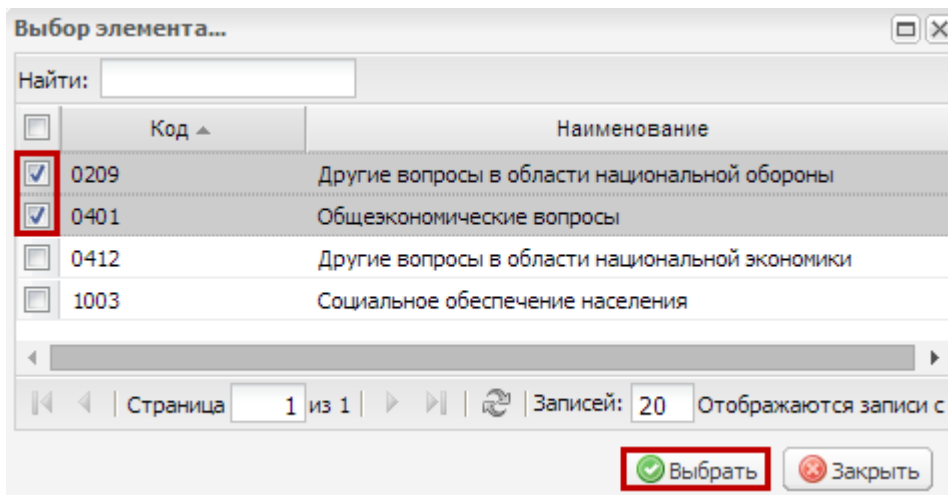 Выбор элемента...
Найти:
Код Наименование
0209 Другие вопросы в области национальной обороны
0401 Общеэкономические вопросы
0412 Другие вопросы в области национальной экономики
1003 Социальное обеспечение населения
Страница 1 из 1 Записей: 20 Отображаются записи с
Выбрать Закрыть